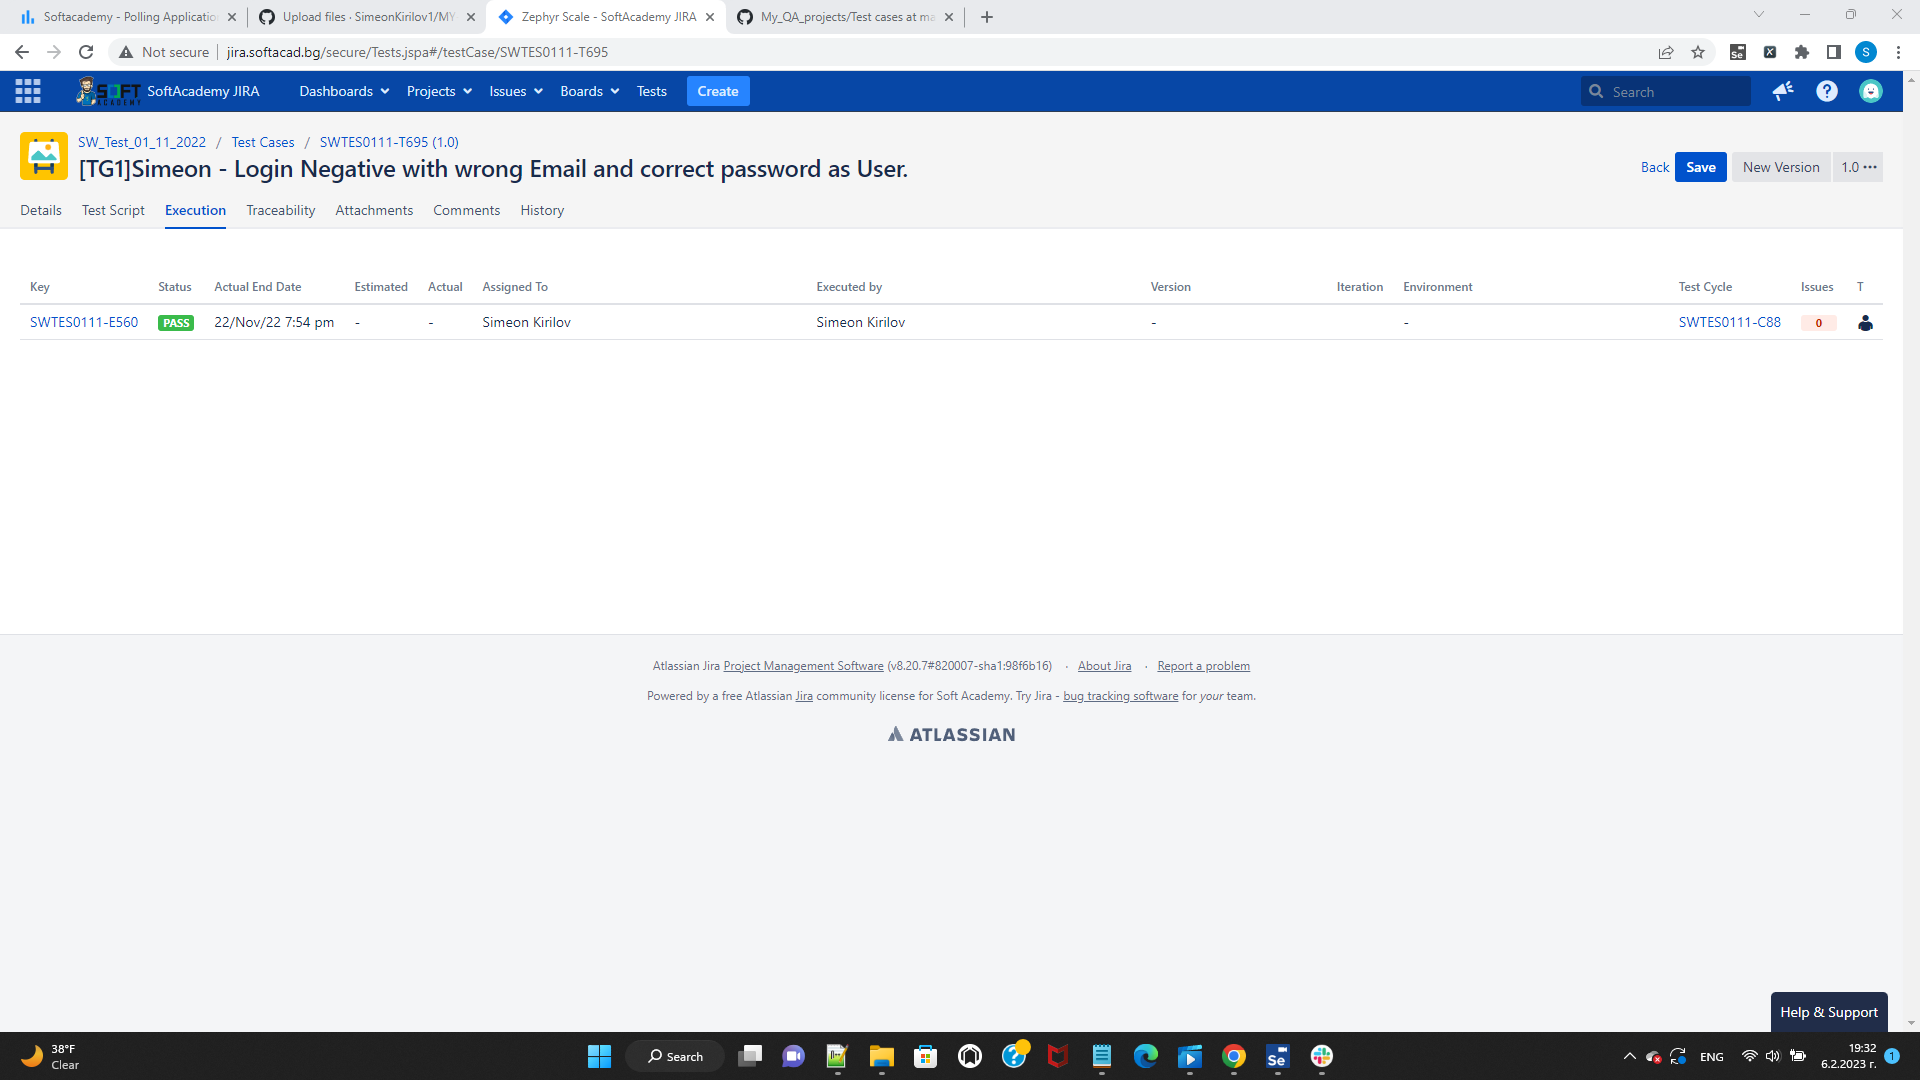 Softacademy - Polling Applicatio
Upload files · SimeonKirilov1/MY
Zephyr Scale - SoftAcademy JIRA
My_QA_projects/Test cases at ma
Not secure
jira.softacad.bg/secure/Tests.jspa#/testCase/SWTES0111-T695
Se
X
S
SOFT
ACADEMY
SoftAcademy JIRA
Dashboards
Projects
Issues
Boards
Tests
Create
Search
SW_Test_01_11_2022 / Test Cases / SWTES0111-T695 (1.0)
[TG1]Simeon - Login Negative with wrong Email and correct password as User.
Back
Save
New Version
1.0 •••
Details
Test Script
Execution
Traceability
Attachments
Comments
History
Key Status Actual End Date Estimated Actual Assigned To Executed by Version Iteration Environment Test Cycle Issues T
SWTES0111-E560 PASS 22/Nov/22 7:54 pm - - Simeon Kirilov Simeon Kirilov - - SWTES0111-C88 0
Atlassian Jira Project Management Software (v8.20.7#820007-sha1:98f6b16) · About Jira · Report a problem
Powered by a free Atlassian Jira community license for Soft Academy. Try Jira - bug tracking software for your team.
ATLASSIAN
Help & Support
38°F
Clear
Search
Se
ENG
19:32
6.2.2023 г.
1